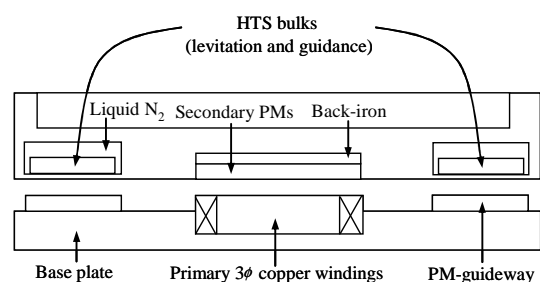 HTS bulks
(levitation and guidance)
Liquid N₂
Secondary PMs
Back-iron
Base plate
Primary 3ϕ copper windings
PM-guideway